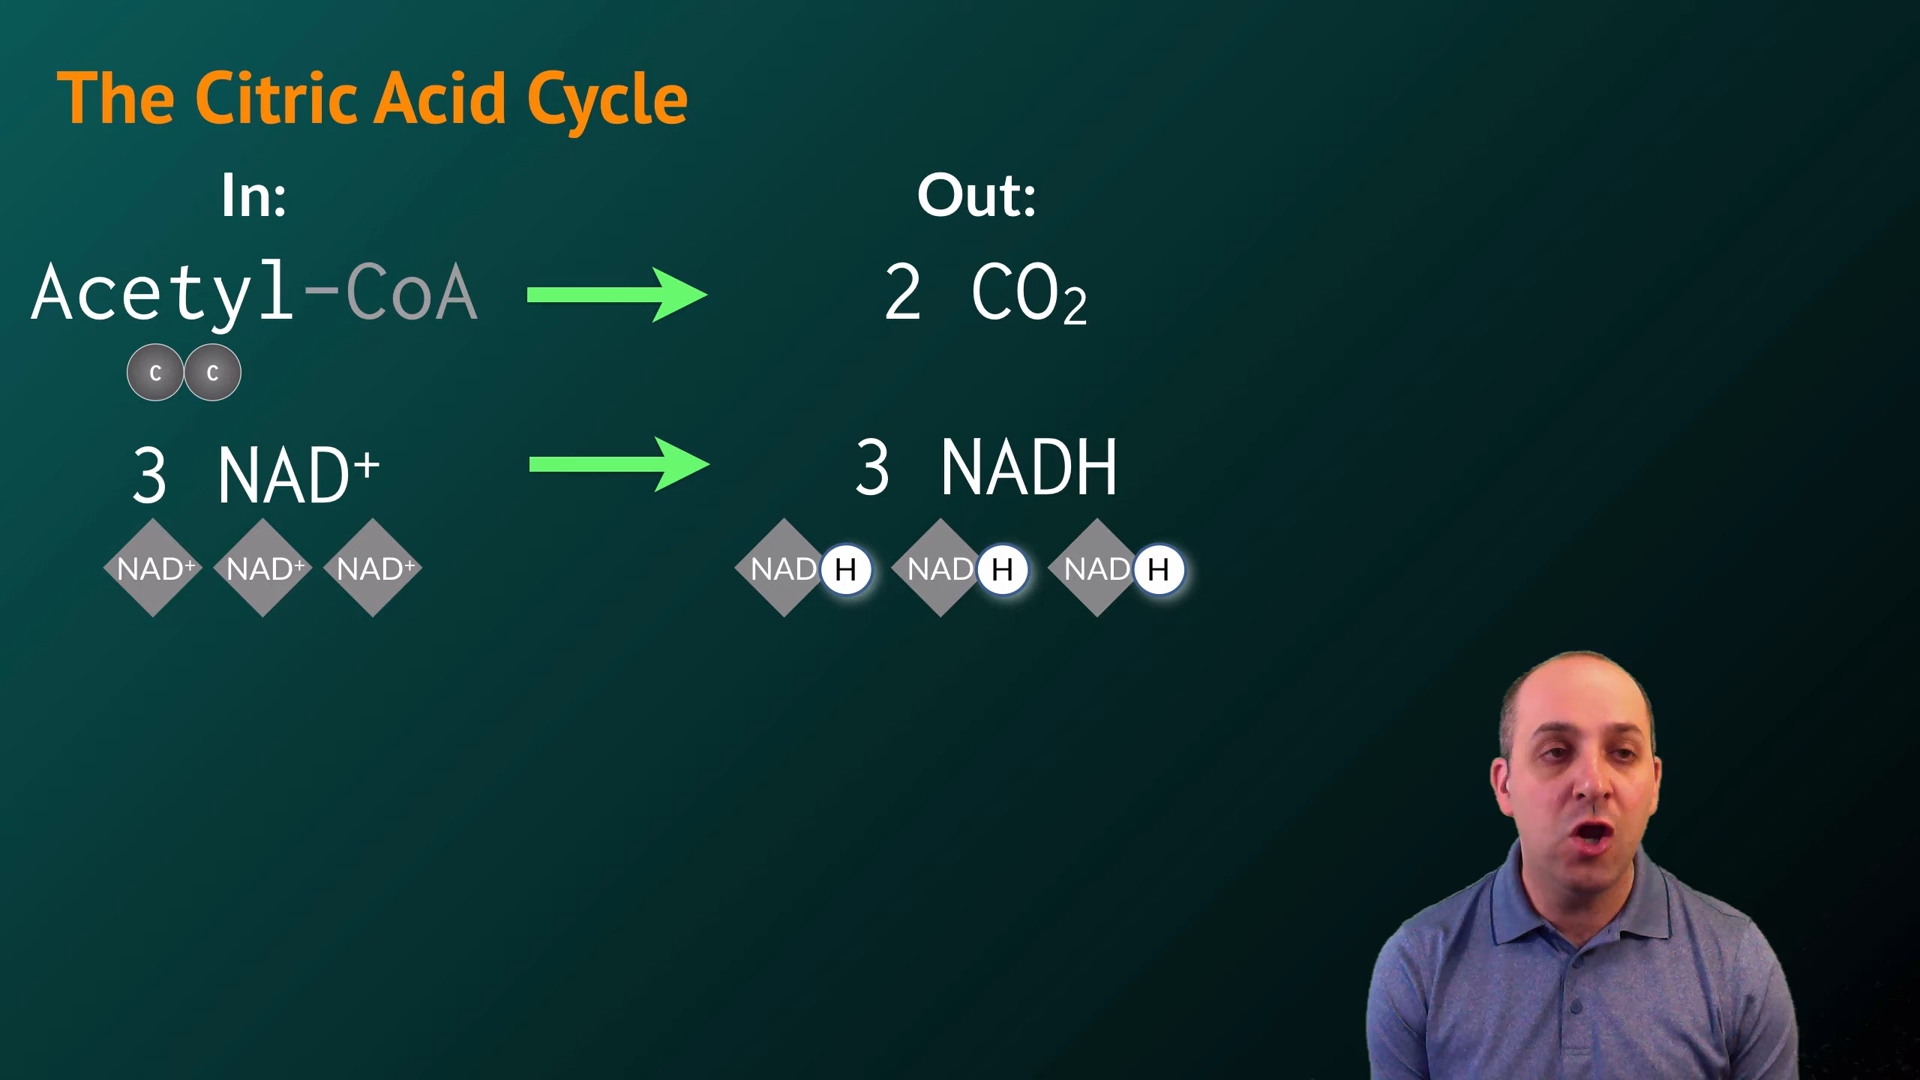 The Citric Acid Cycle
In: Out:
Acetyl-CoA 2 CO₂
C C
3 NAD⁺ 3 NADH
NAD⁺ NAD⁺ NAD⁺ NAD H NAD H NAD H